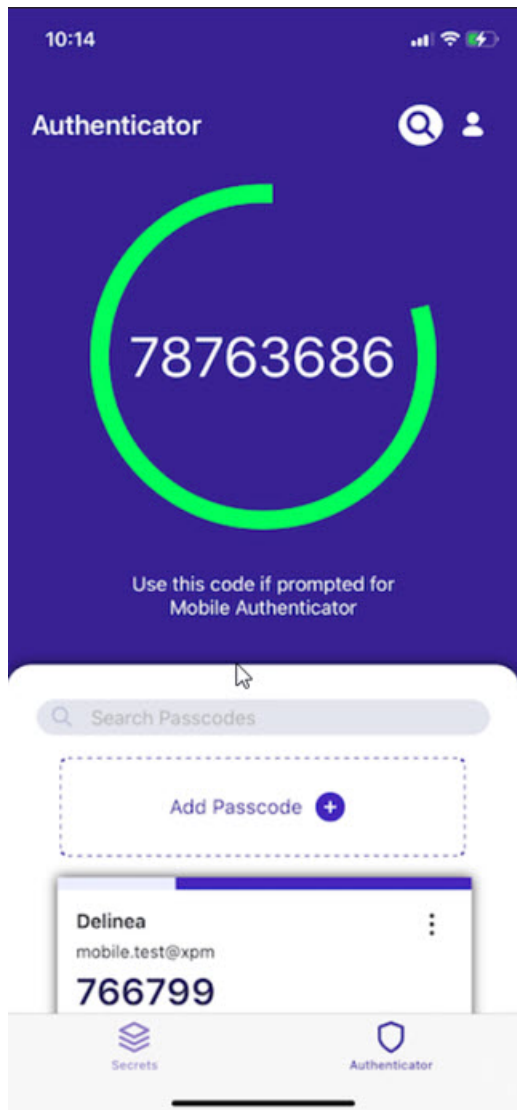 10:14
Authenticator
78763686
Use this code if prompted for
Mobile Authenticator
Search Passcodes
Add Passcode
Delinea
mobile.test@xpm
766799
Secrets
Authenticator